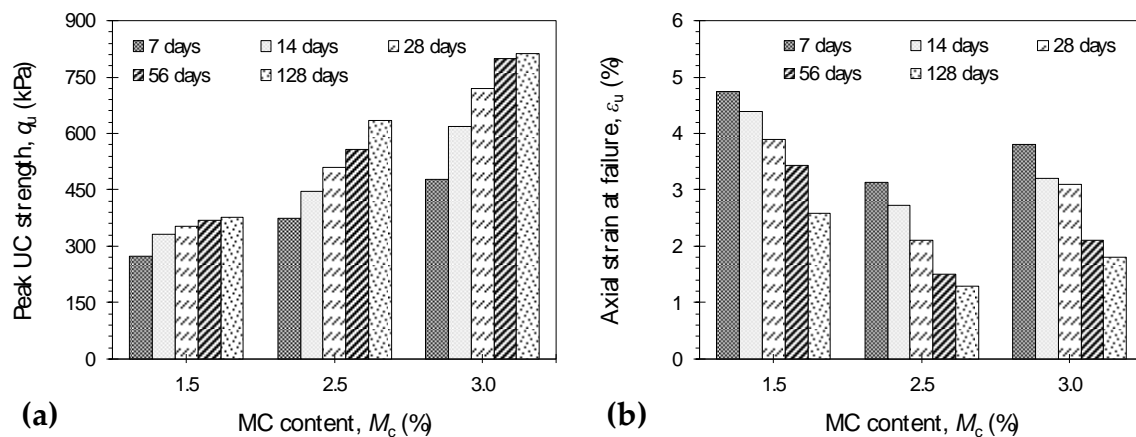 Peak UC strength, qu (kPa)
900
750
600
450
300
150
0
7 days 14 days 28 days
56 days 128 days
1.5 2.5 3.0
MC content, Mc (%)
(a)
Axial strain at failure, εu (%)
6
5
4
3
2
1
0
7 days 14 days 28 days
56 days 128 days
1.5 2.5 3.0
MC content, Mc (%)
(b)